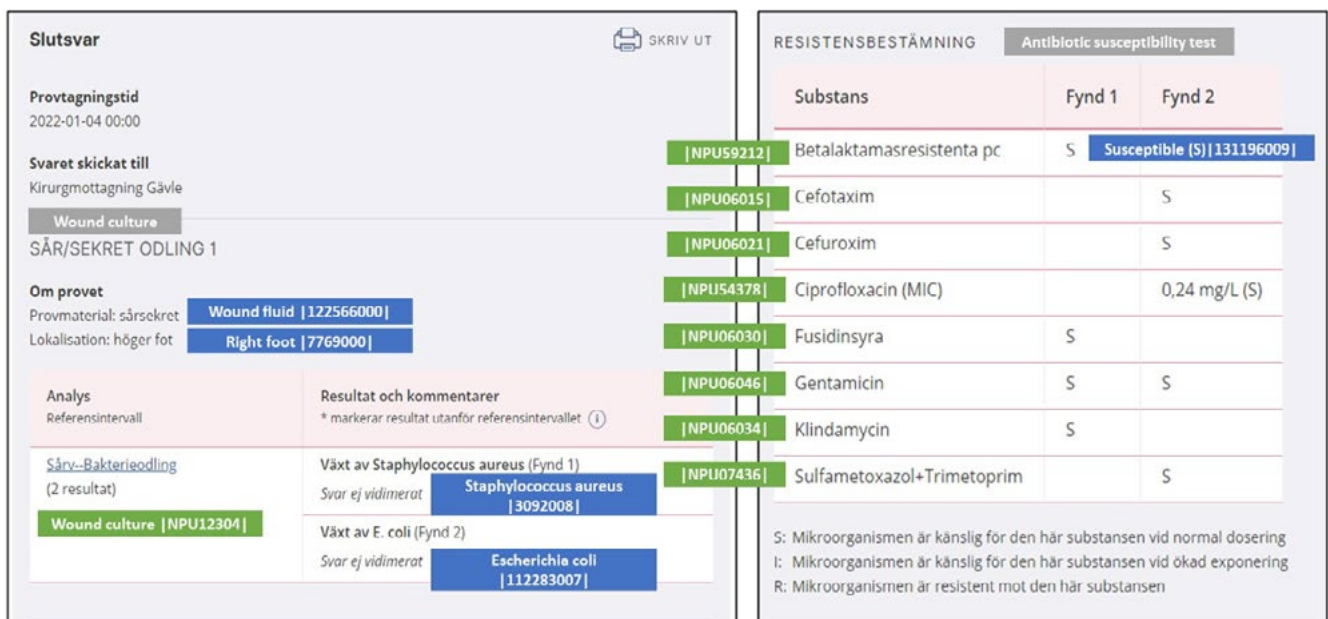 Slutsvar
SKRIV UT
Provtagningstid
2022-01-04 00:00
Svaret skickat till
Kirurgmottagning Gävle
Wound culture
SÅR/SEKRET ODLING 1
Om provet
Provmaterial: sårsekret Wound fluid |122566000|
Lokalisation: höger fot Right foot |7769000|
Analys
Referensintervall
Resultat och kommentarer
* markerar resultat utanför referensintervallet i
Sårv--Bakterieodling
(2 resultat)
Wound culture |NPU12304|
Växt av Staphylococcus aureus (Fynd 1)
Svar ej vidimerat Staphylococcus aureus
|3092008|
Växt av E. coli (Fynd 2)
Svar ej vidimerat Escherichia coli
|112283007|
RESISTENSBESTÄMNING Antibiotic susceptibility test
Substans Fynd 1 Fynd 2
|NPU59212| Betalaktamasresistenta pc S Susceptible (S)|131196009|
|NPU06015| Cefotaxim S
|NPU06021| Cefuroxim S
|NPU54378| Ciprofloxacin (MIC) 0,24 mg/L (S)
|NPU06030| Fusidinsyra S
|NPU06046| Gentamicin S S
|NPU06034| Klindamycin S
|NPU07436| Sulfametoxazol+Trimetoprim S
S: Mikroorganismen är känslig för den här substansen vid normal dosering
I: Mikroorganismen är känslig för den här substansen vid ökad exponering
R: Mikroorganismen är resistent mot den här substansen